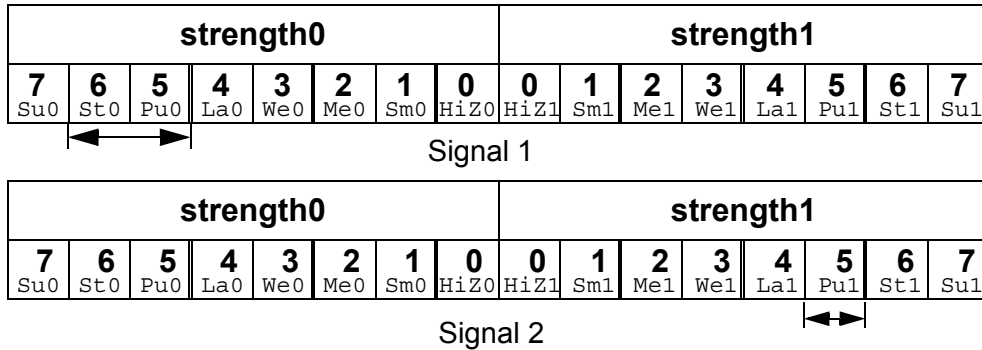 strength0 strength1
7 6 5 4 3 2 1 0 0 1 2 3 4 5 6 7
Su0 St0 Pu0 La0 We0 Me0 Sm0 HiZ0 HiZ1 Sm1 Me1 We1 La1 Pu1 St1 Su1
Signal 1
strength0 strength1
7 6 5 4 3 2 1 0 0 1 2 3 4 5 6 7
Su0 St0 Pu0 La0 We0 Me0 Sm0 HiZ0 HiZ1 Sm1 Me1 We1 La1 Pu1 St1 Su1
Signal 2